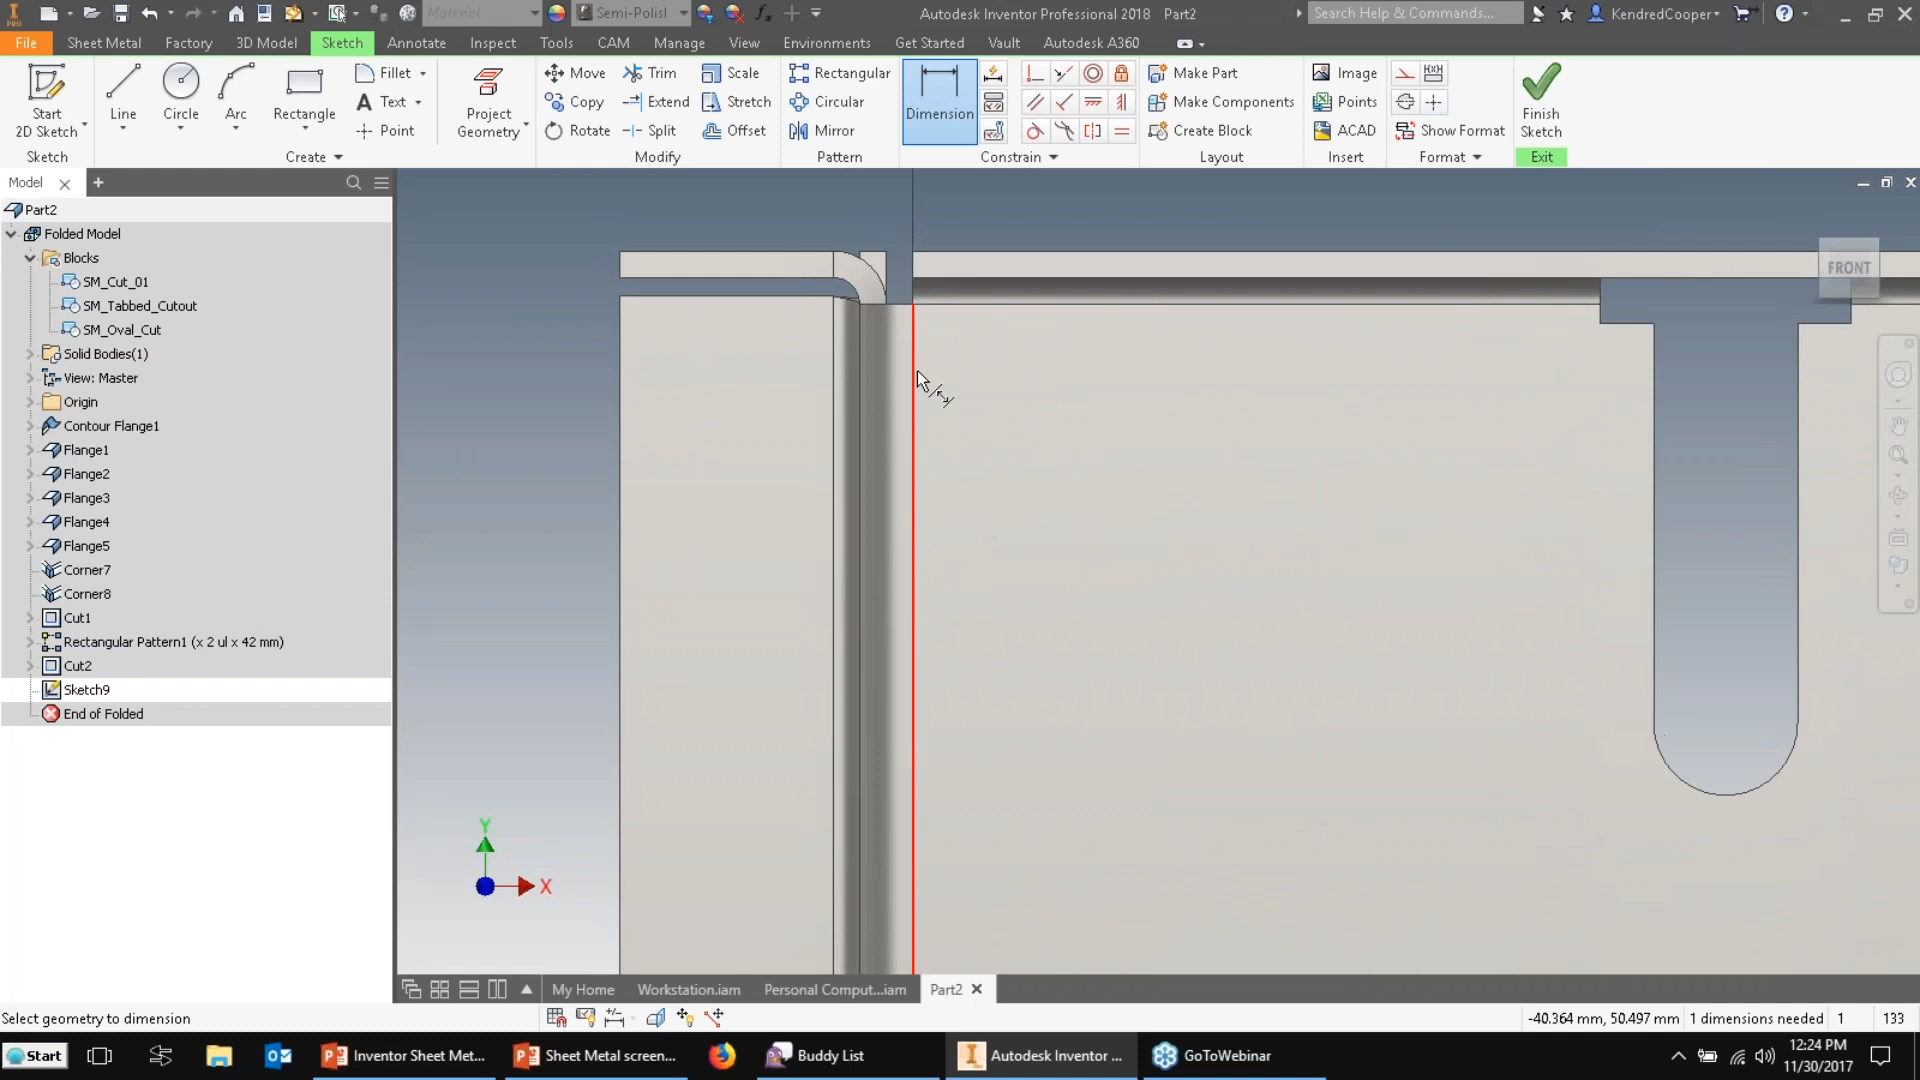 PRO
Material
Semi-Polisl
Autodesk Inventor Professional 2018 Part2
Search Help & Commands...
KendredCooper
File Sheet Metal Factory 3D Model Sketch Annotate Inspect Tools CAM Manage View Environments Get Started Vault Autodesk A360
Start 2D Sketch
Line
Circle
Arc
Rectangle
Fillet
Text
Point
Project Geometry
Move
Copy
Rotate
Trim
Extend
Split
Scale
Stretch
Offset
Rectangular
Circular
Mirror
Dimension
Make Part
Make Components
Create Block
Image
Points
ACAD
Show Format
Finish Sketch
Sketch Create Modify Pattern Constrain Layout Insert Format Exit
Model
Part2
Folded Model
Blocks
SM_Cut_01
SM_Tabbed_Cutout
SM_Oval_Cut
Solid Bodies(1)
View: Master
Origin
Contour Flange1
Flange1
Flange2
Flange3
Flange4
Flange5
Corner7
Corner8
Cut1
Rectangular Pattern1 (x 2 ul x 42 mm)
Cut2
Sketch9
End of Folded
FRONT
Y
X
My Home Workstation.iam Personal Comput...iam Part2
Select geometry to dimension
-40.364 mm, 50.497 mm 1 dimensions needed 1 133
Start
Inventor Sheet Met...
Sheet Metal screen...
Buddy List
Autodesk Inventor ...
GoToWebinar
12:24 PM
11/30/2017